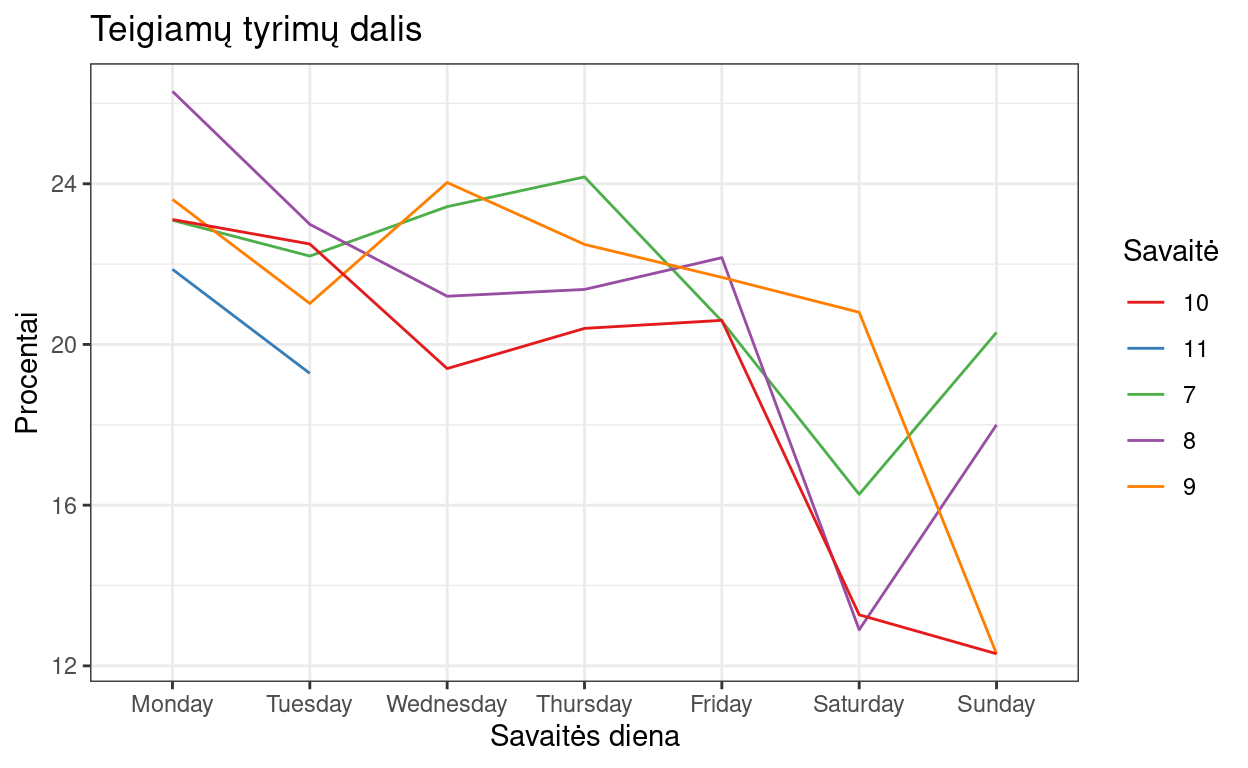 Teigiamų tyrimų dalis
Procentai
24
20
16
12
Monday Tuesday Wednesday Thursday Friday Saturday Sunday
Savaitės diena
Savaitė
10
11
7
8
9